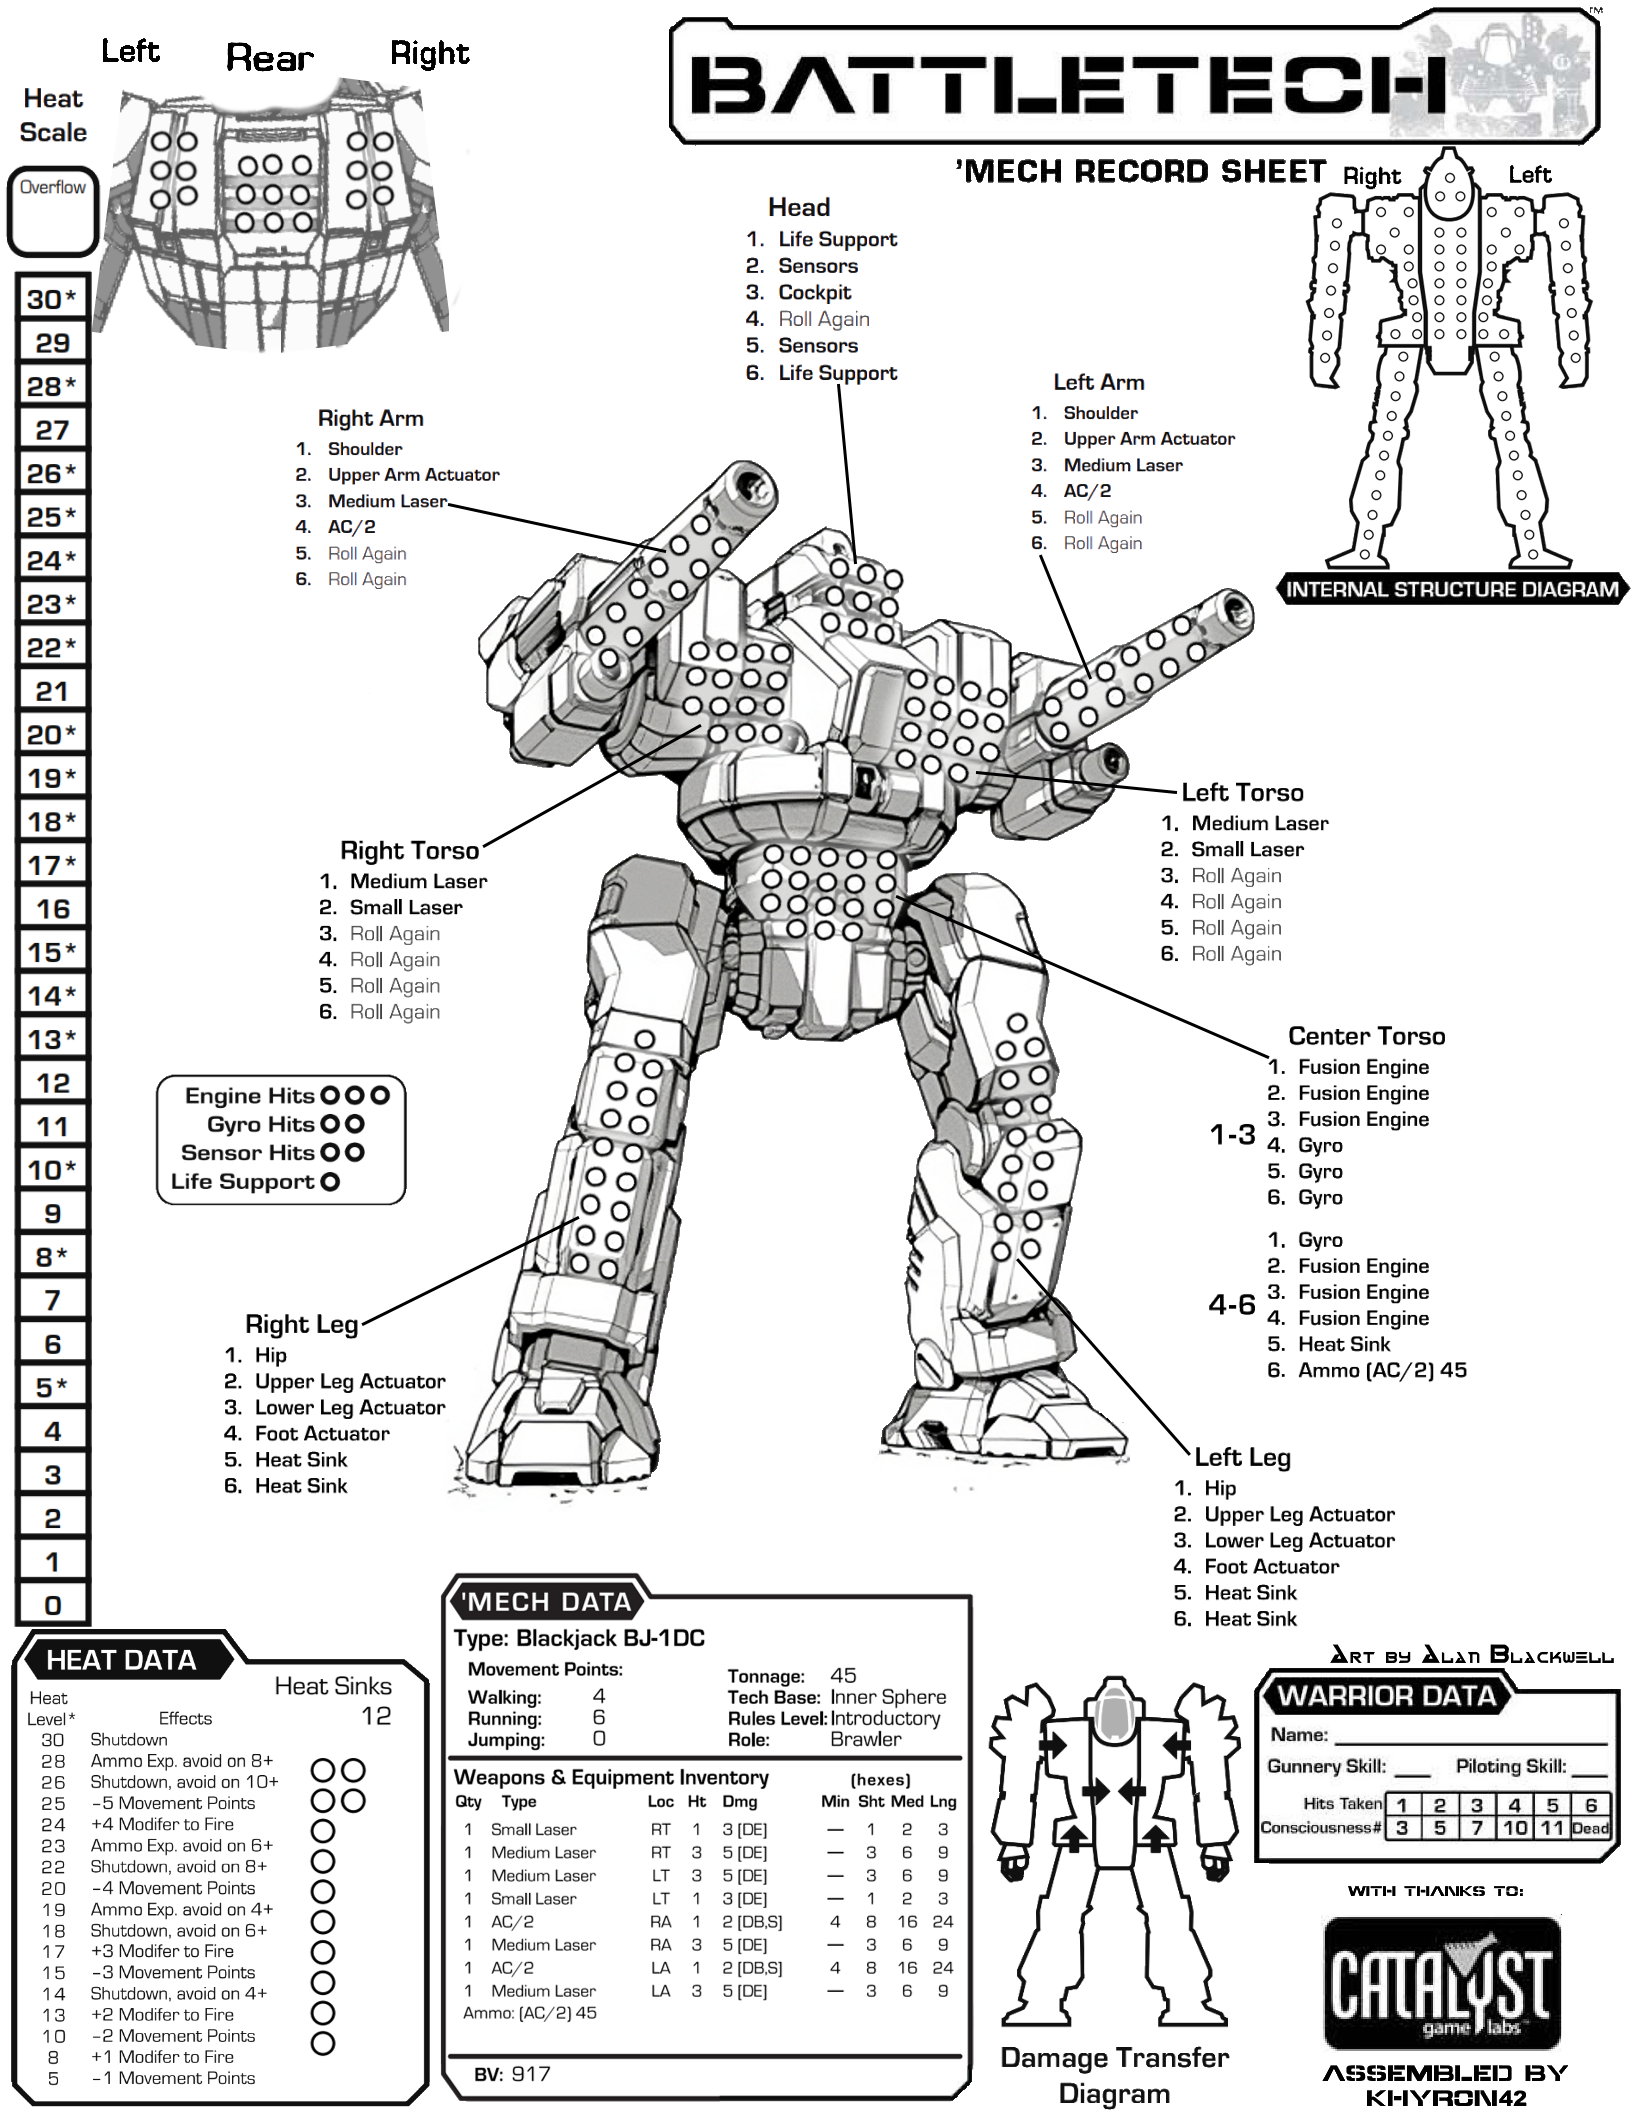 Left Rear Right
BATTLETECH
TM
'MECH RECORD SHEET
Right Left
INTERNAL STRUCTURE DIAGRAM
Heat
Scale
Overflow
30*
29
28*
27
26*
25*
24*
23*
22*
21
20*
19*
18*
17*
16
15*
14*
13*
12
11
10*
9
8*
7
6
5*
4
3
2
1
0
Head
1. Life Support
2. Sensors
3. Cockpit
4. Roll Again
5. Sensors
6. Life Support
Right Arm
1. Shoulder
2. Upper Arm Actuator
3. Medium Laser
4. AC/2
5. Roll Again
6. Roll Again
Left Arm
1. Shoulder
2. Upper Arm Actuator
3. Medium Laser
4. AC/2
5. Roll Again
6. Roll Again
Right Torso
1. Medium Laser
2. Small Laser
3. Roll Again
4. Roll Again
5. Roll Again
6. Roll Again
Left Torso
1. Medium Laser
2. Small Laser
3. Roll Again
4. Roll Again
5. Roll Again
6. Roll Again
Center Torso
1-3
1. Fusion Engine
2. Fusion Engine
3. Fusion Engine
4. Gyro
5. Gyro
6. Gyro
4-6
1. Gyro
2. Fusion Engine
3. Fusion Engine
4. Fusion Engine
5. Heat Sink
6. Ammo (AC/2) 45
Engine Hits
Gyro Hits
Sensor Hits
Life Support
Right Leg
1. Hip
2. Upper Leg Actuator
3. Lower Leg Actuator
4. Foot Actuator
5. Heat Sink
6. Heat Sink
Left Leg
1. Hip
2. Upper Leg Actuator
3. Lower Leg Actuator
4. Foot Actuator
5. Heat Sink
6. Heat Sink
HEAT DATA
Heat Sinks
12
Heat
Level* Effects
30 Shutdown
28 Ammo Exp. avoid on 8+
26 Shutdown, avoid on 10+
25 -5 Movement Points
24 +4 Modifer to Fire
23 Ammo Exp. avoid on 6+
22 Shutdown, avoid on 8+
20 -4 Movement Points
19 Ammo Exp. avoid on 4+
18 Shutdown, avoid on 6+
17 +3 Modifer to Fire
15 -3 Movement Points
14 Shutdown, avoid on 4+
13 +2 Modifer to Fire
10 -2 Movement Points
8 +1 Modifer to Fire
5 -1 Movement Points
'MECH DATA
Type: Blackjack BJ-1DC
Movement Points:
Walking: 4
Running: 6
Jumping: 0
Tonnage: 45
Tech Base: Inner Sphere
Rules Level: Introductory
Role: Brawler
Weapons & Equipment Inventory (hexes)
Qty Type Loc Ht Dmg Min Sht Med Lng
1 Small Laser RT 1 3 [DE] — 1 2 3
1 Medium Laser RT 3 5 [DE] — 3 6 9
1 Medium Laser LT 3 5 [DE] — 3 6 9
1 Small Laser LT 1 3 [DE] — 1 2 3
1 AC/2 RA 1 2 [DB,S] 4 8 16 24
1 Medium Laser RA 3 5 [DE] — 3 6 9
1 AC/2 LA 1 2 [DB,S] 4 8 16 24
1 Medium Laser LA 3 5 [DE] — 3 6 9
Ammo: (AC/2) 45
BV: 917
Damage Transfer
Diagram
Art by Alan Blackwell
WARRIOR DATA
Name:
Gunnery Skill: Piloting Skill:
Hits Taken 1 2 3 4 5 6
Consciousness# 3 5 7 10 11 Dead
WITH THANKS TO:
CATALYST
game labs
ASSEMBLED BY
KHYRON42